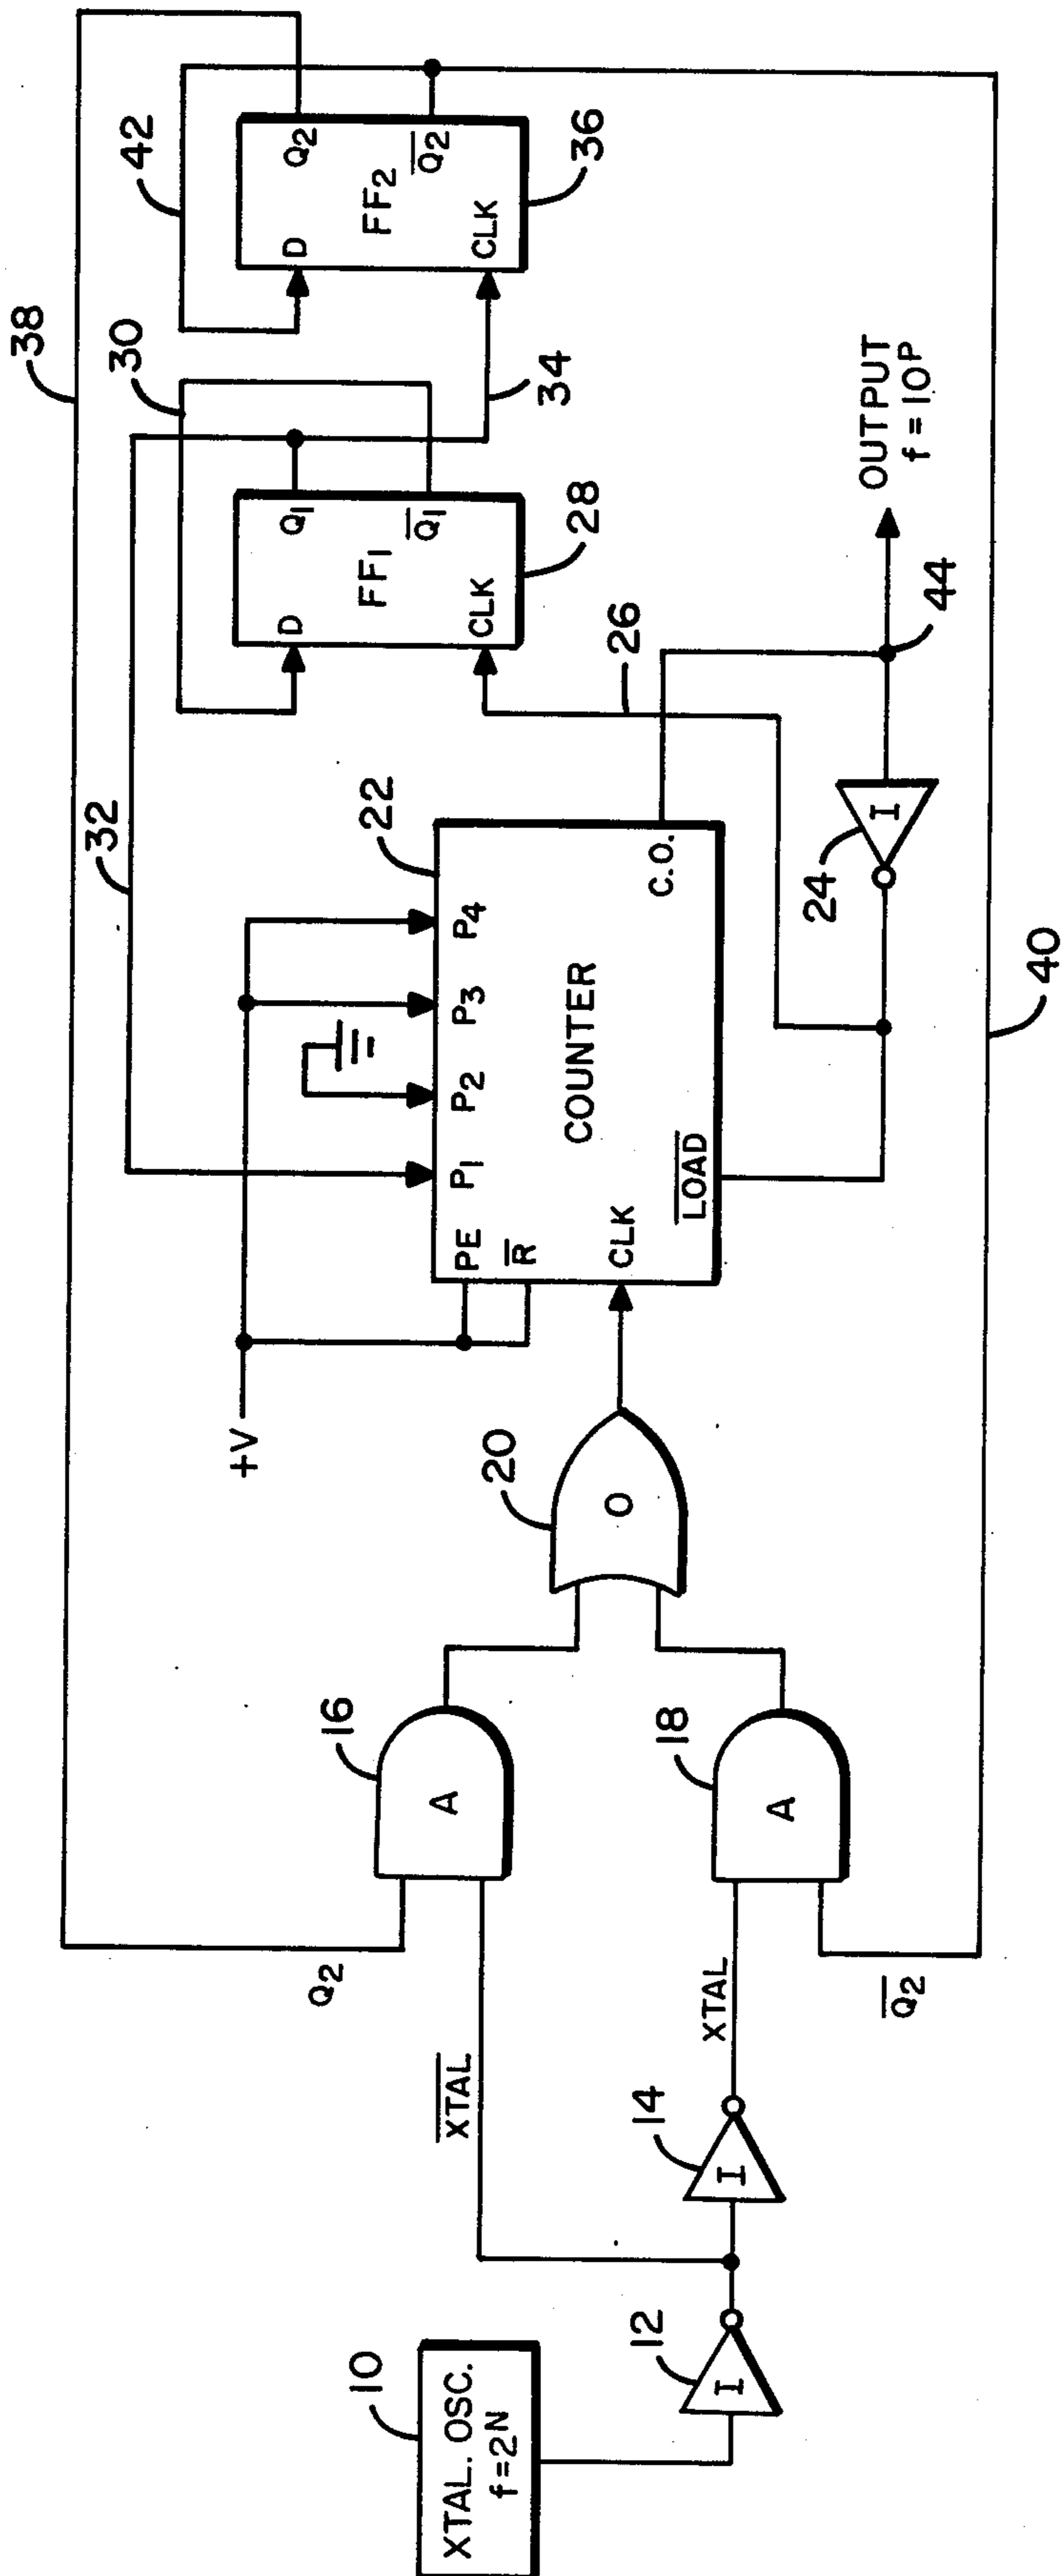 10
XTAL. OSC.
f=2N
12
I
14
I
XTAL
XTAL
Q2
Q2
16
A
18
A
20
O
+V
PE
R
CLK
LOAD
P1
P2
P3
P4
COUNTER
C.O.
22
24
I
26
28
D
FF1
CLK
Q1
Q1
30
32
34
36
D
FF2
CLK
Q2
Q2
38
40
42
44
OUTPUT
f = 10P